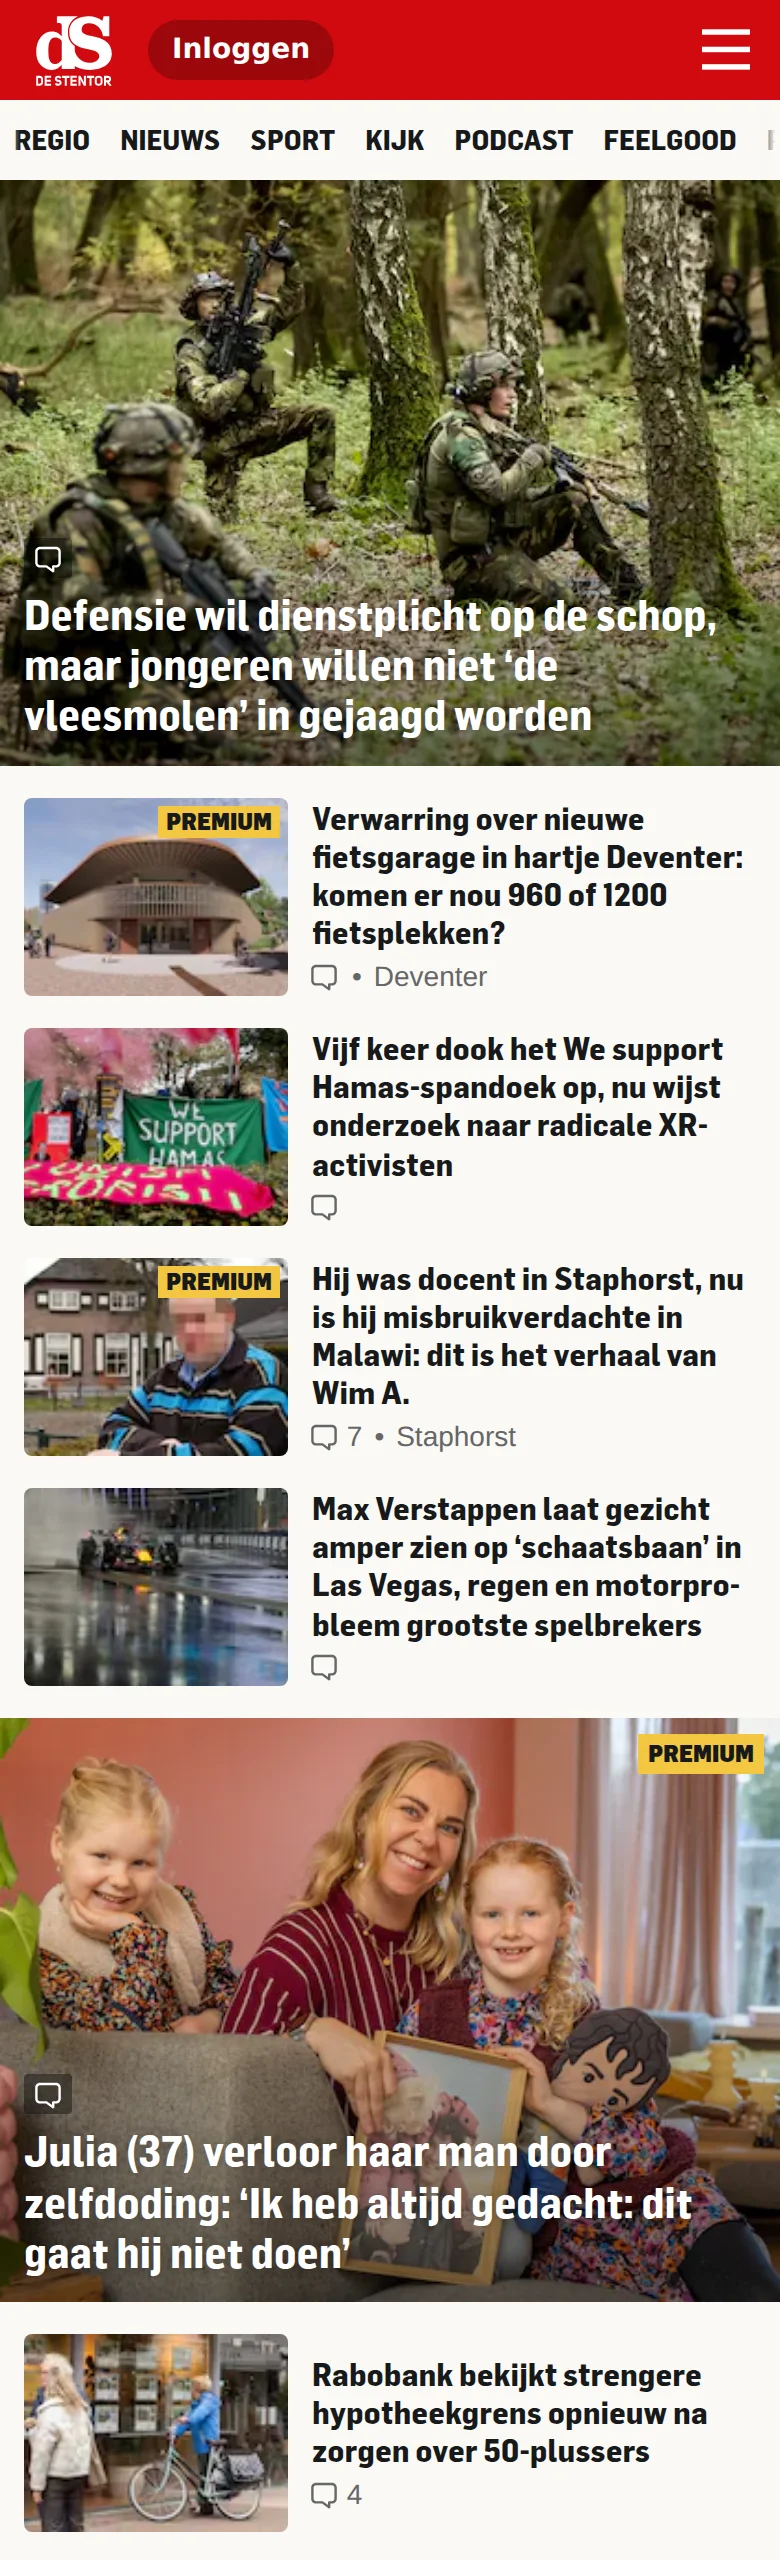 dS
DE STENTOR
Inloggen
REGIO NIEUWS SPORT KIJK PODCAST FEELGOOD
Defensie wil dienstplicht op de schop,
maar jongeren willen niet ‘de
vleesmolen’ in gejaagd worden
PREMIUM
Verwarring over nieuwe
fietsgarage in hartje Deventer:
komen er nou 960 of 1200
fietsplekken?
• Deventer
WE
SUPPORT
HAMAS
Vijf keer dook het We support
Hamas-spandoek op, nu wijst
onderzoek naar radicale XR-
activisten
PREMIUM
Hij was docent in Staphorst, nu
is hij misbruikverdachte in
Malawi: dit is het verhaal van
Wim A.
7 • Staphorst
Max Verstappen laat gezicht
amper zien op ‘schaatsbaan’ in
Las Vegas, regen en motorpro-
bleem grootste spelbrekers
PREMIUM
Julia (37) verloor haar man door
zelfdoding: ‘Ik heb altijd gedacht: dit
gaat hij niet doen’
Rabobank bekijkt strengere
hypotheekgrens opnieuw na
zorgen over 50-plussers
4